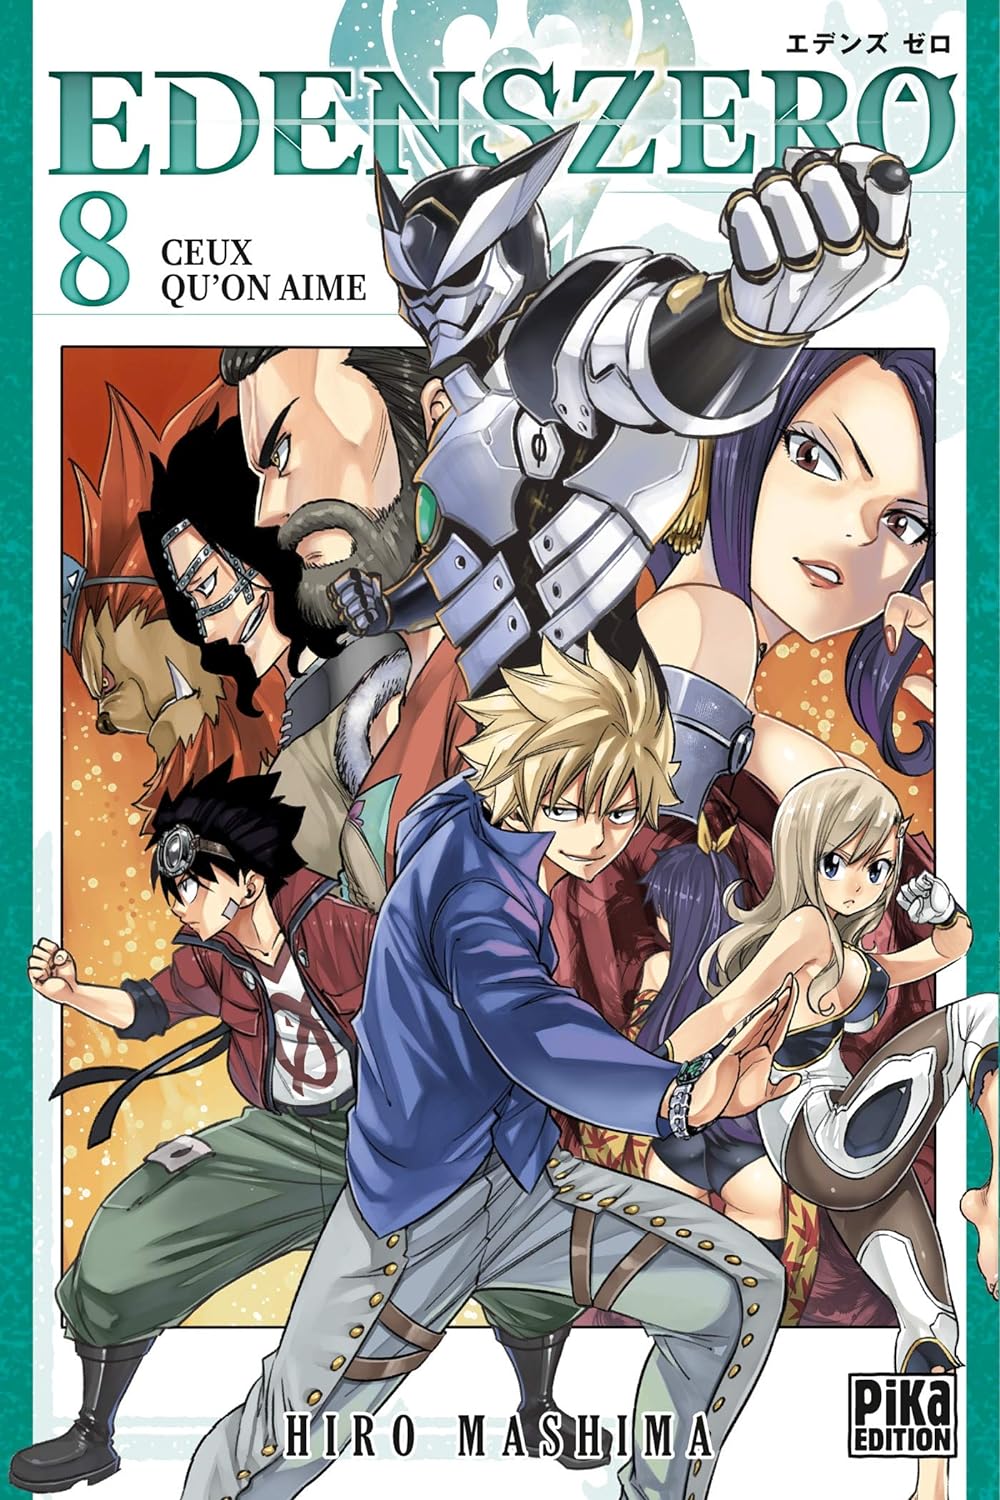 エデンズ ゼロ
EDENSZERO
8
CEUX
QU'ON AIME
HIRO MASHIMA
PiKa
EDITION